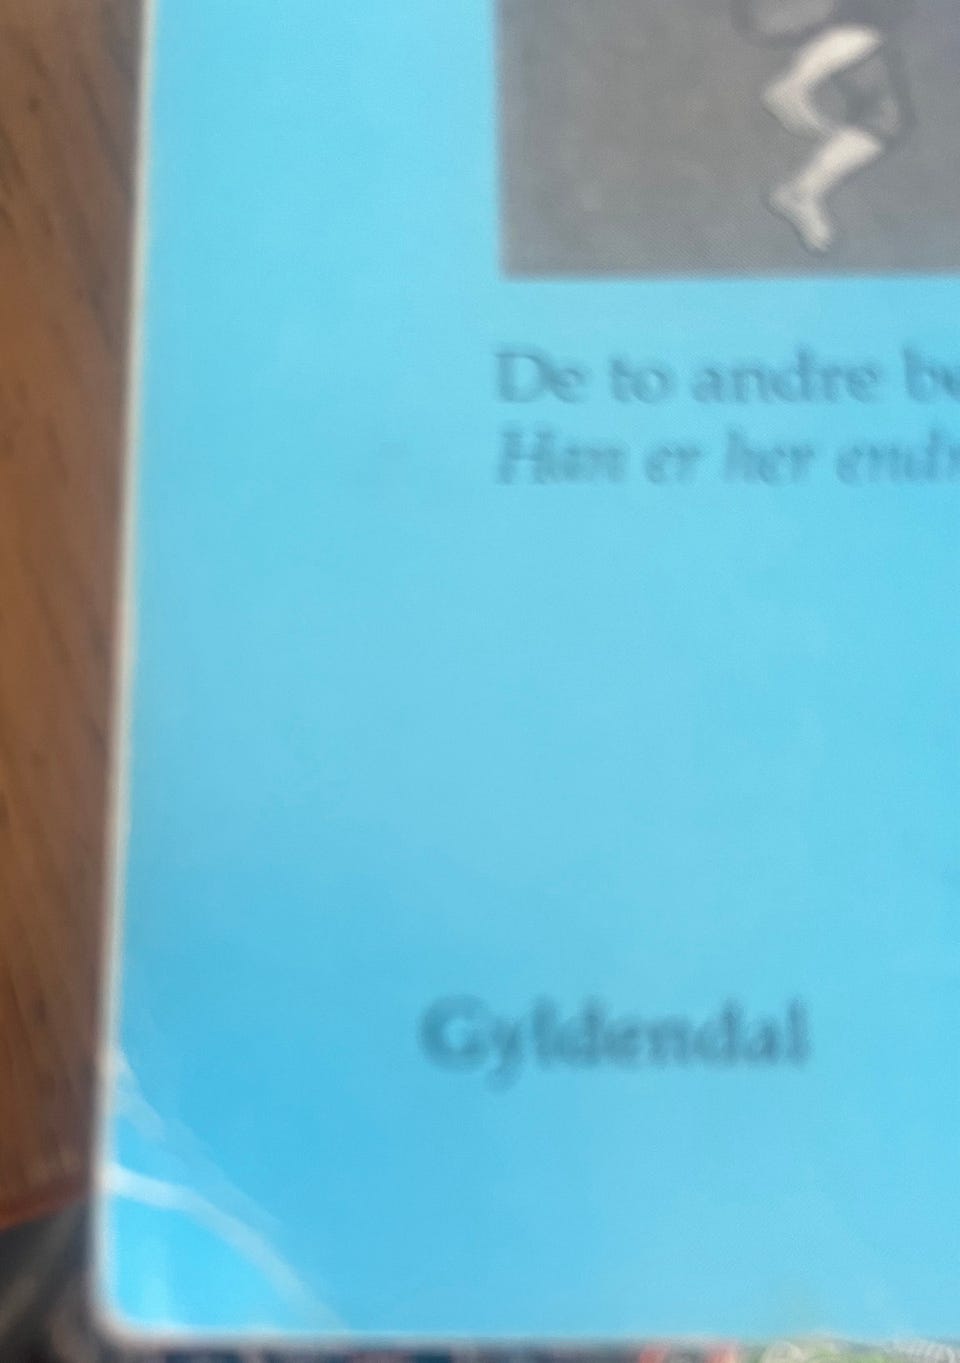 De to andre
Han er her
Gyldendal